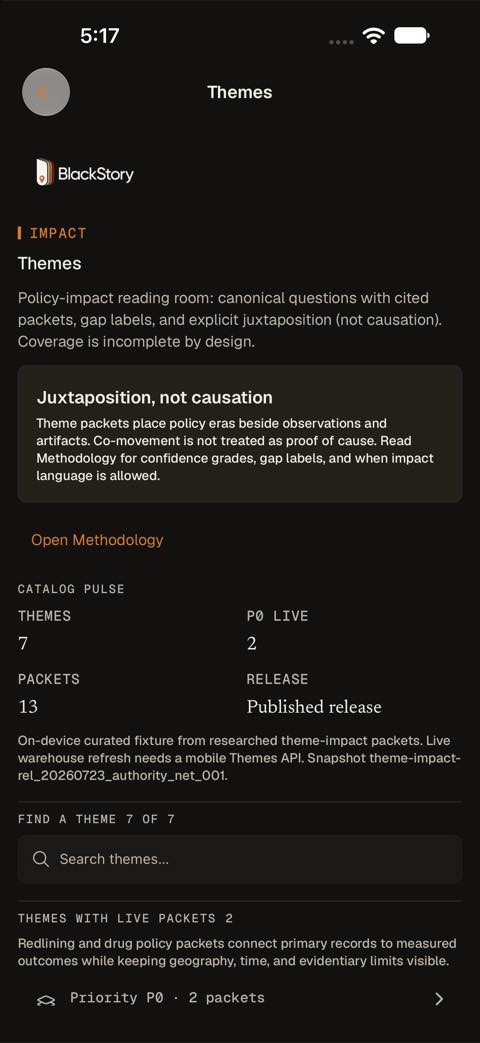 5:17
Themes
BlackStory
IMPACT
Themes
Policy-impact reading room: canonical questions with cited
packets, gap labels, and explicit juxtaposition (not causation).
Coverage is incomplete by design.
Juxtaposition, not causation
Theme packets place policy eras beside observations and
artifacts. Co-movement is not treated as proof of cause. Read
Methodology for confidence grades, gap labels, and when impact
language is allowed.
Open Methodology
CATALOG PULSE
THEMES
P0 LIVE
7
2
PACKETS
RELEASE
13
Published release
On-device curated fixture from researched theme-impact packets. Live
warehouse refresh needs a mobile Themes API. Snapshot theme-impact-
rel_20260723_authority_net_001.
FIND A THEME 7 OF 7
Search themes...
THEMES WITH LIVE PACKETS 2
Redlining and drug policy packets connect primary records to measured
outcomes while keeping geography, time, and evidentiary limits visible.
Priority P0 · 2 packets